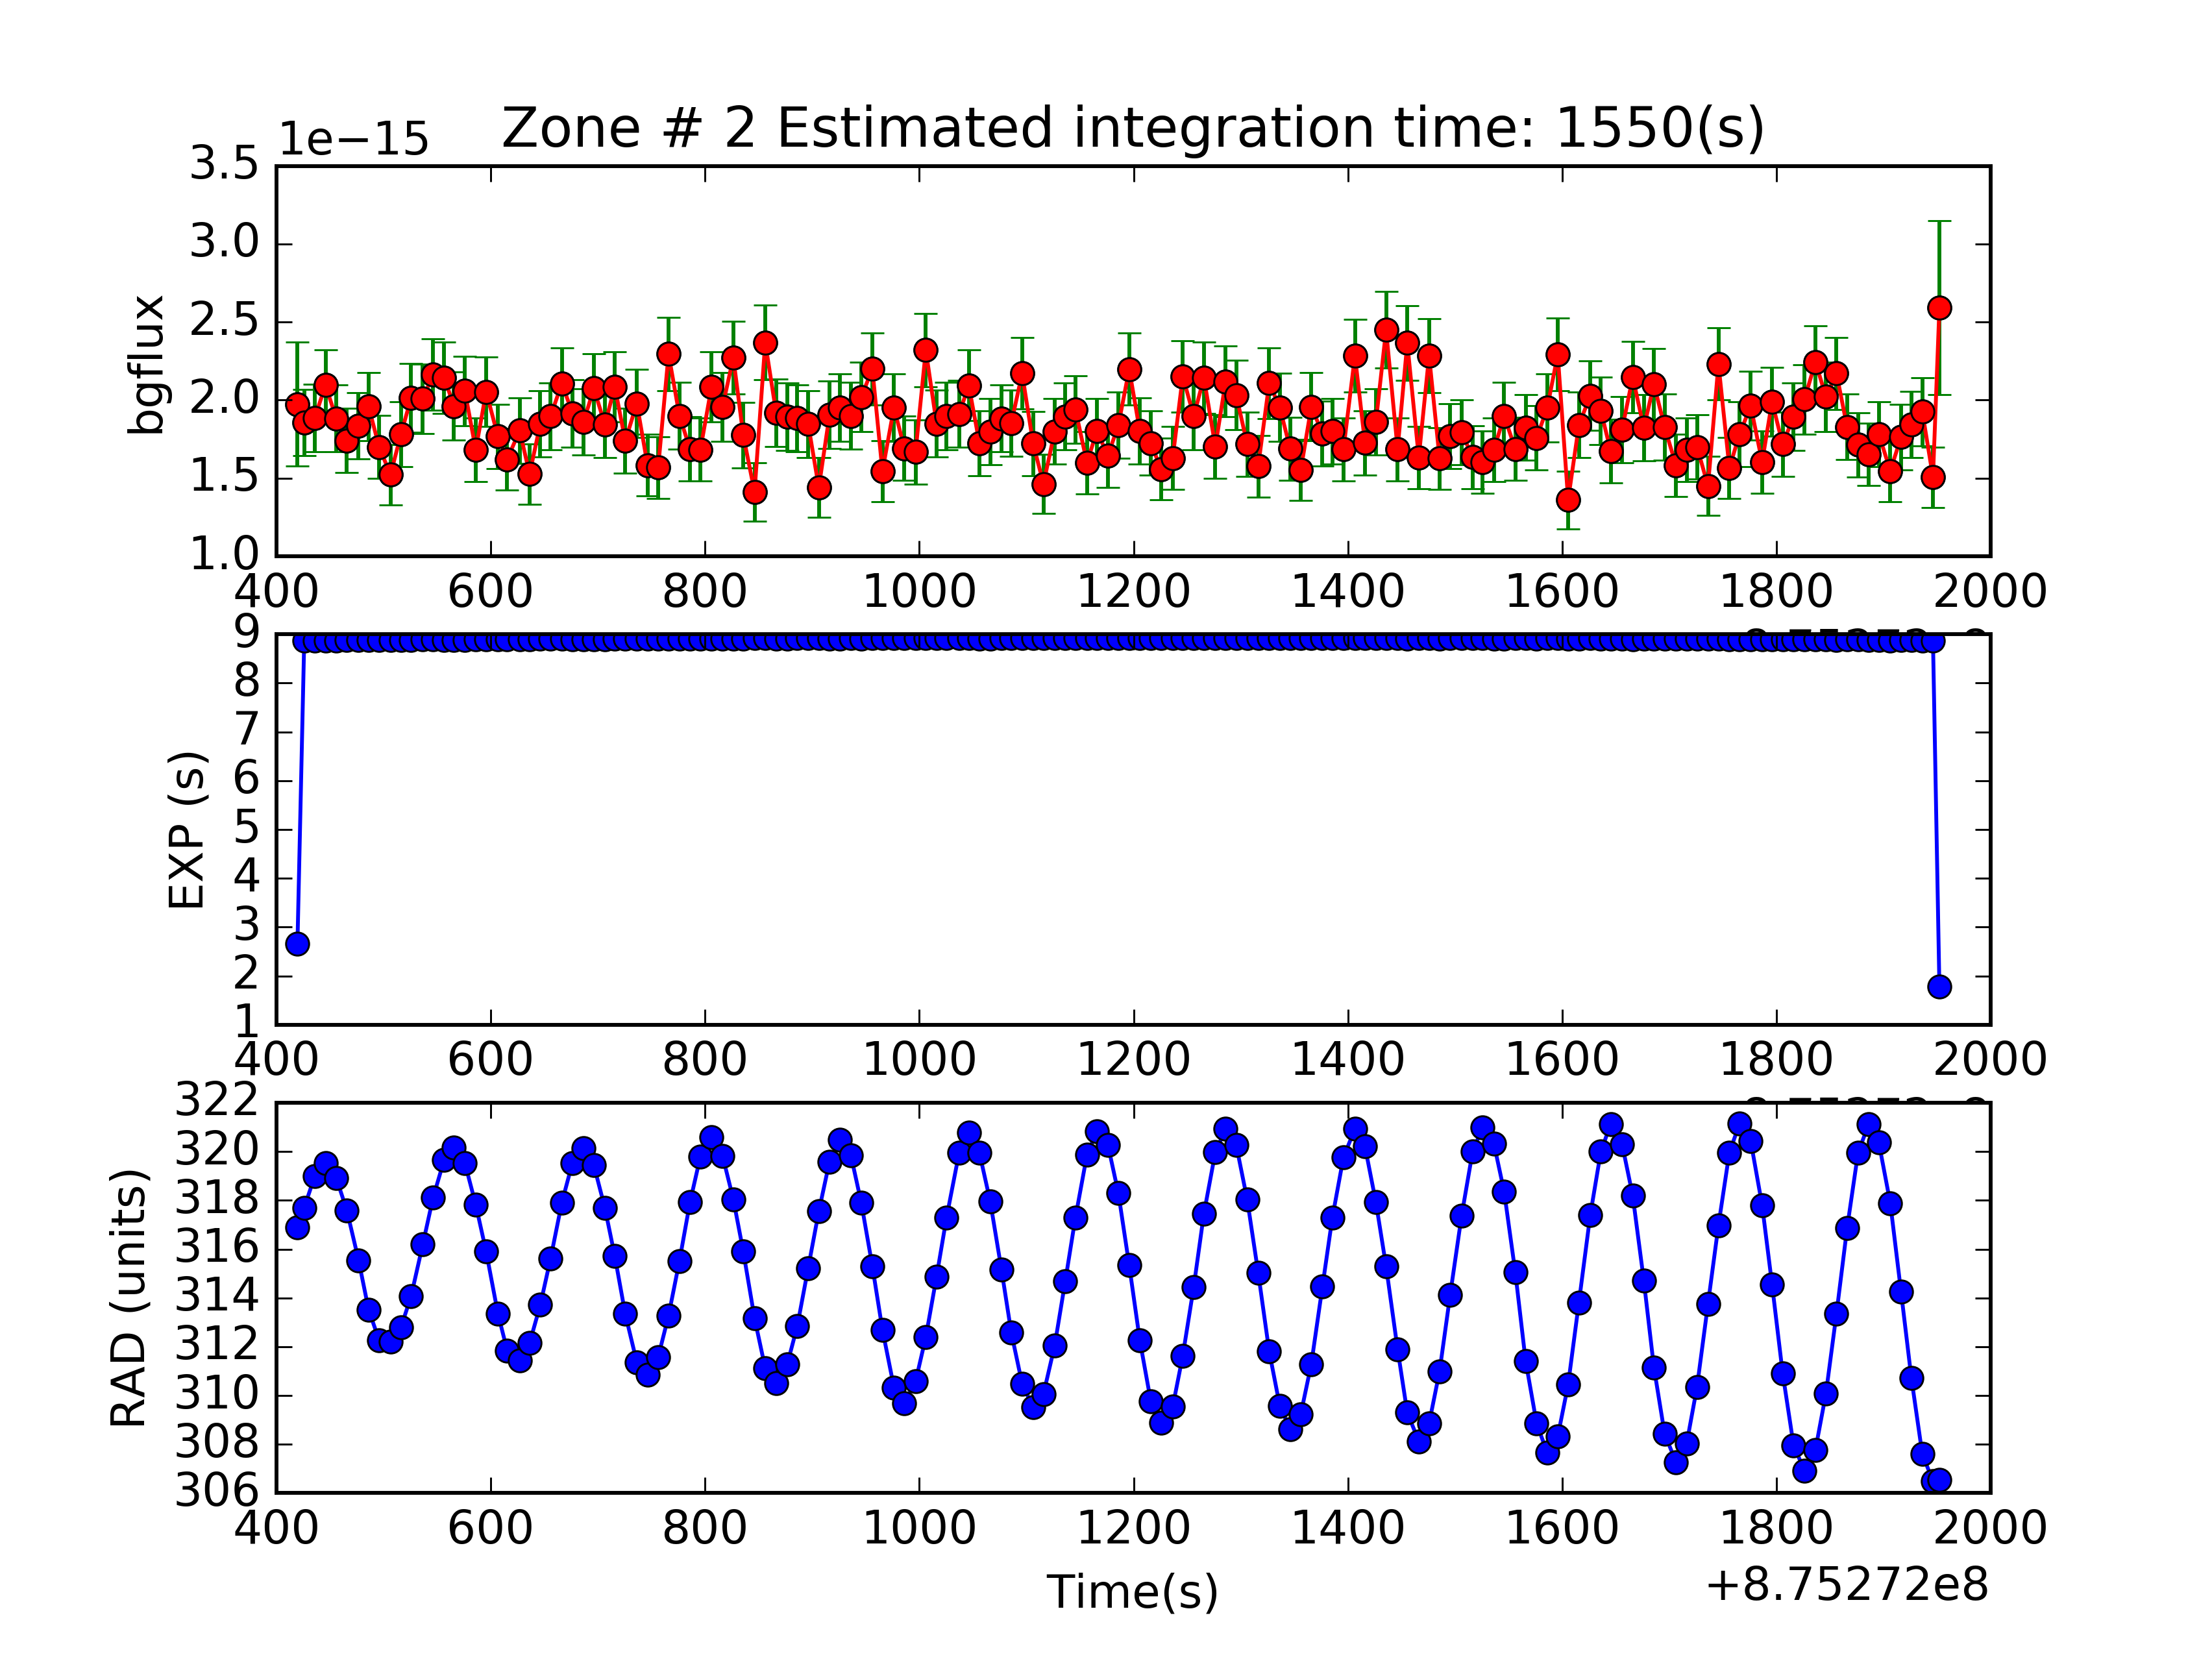 Zone # 2 Estimated integration time: 1550(s)
1e−15
3.5
3.0
2.5
2.0
1.5
1.0
bgflux
400 600 800 1000 1200 1400 1600 1800 2000
9
8
7
6
5
4
3
2
1
EXP (s)
400 600 800 1000 1200 1400 1600 1800 2000
322
320
318
316
314
312
310
308
306
RAD (units)
400 600 800 1000 1200 1400 1600 1800 2000
Time(s)
+8.75272e8